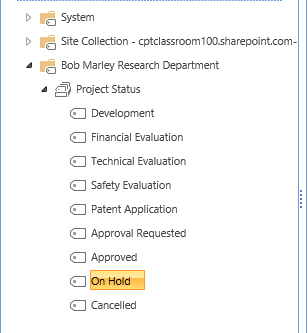 System
Site Collection - cptclassroom100.sharepoint.com-
Bob Marley Research Department
Project Status
Development
Financial Evaluation
Technical Evaluation
Safety Evaluation
Patent Application
Approval Requested
Approved
On Hold
Cancelled